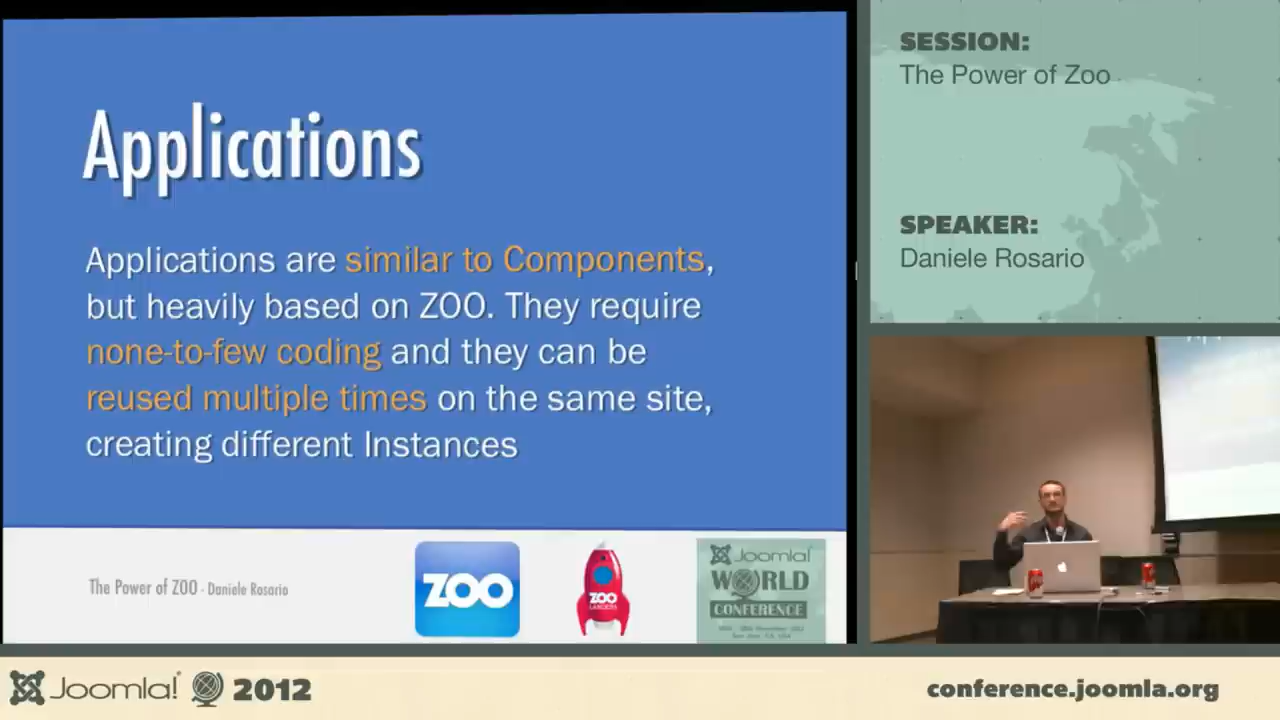 Applications
Applications are similar to Components,
but heavily based on ZOO. They require
none-to-few coding and they can be
reused multiple times on the same site,
creating different Instances
The Power of ZOO - Daniele Rosario
ZOO
ZOO
Joomla!
WORLD
CONFERENCE
SESSION:
The Power of Zoo
SPEAKER:
Daniele Rosario
Joomla! 2012
conference.joomla.org